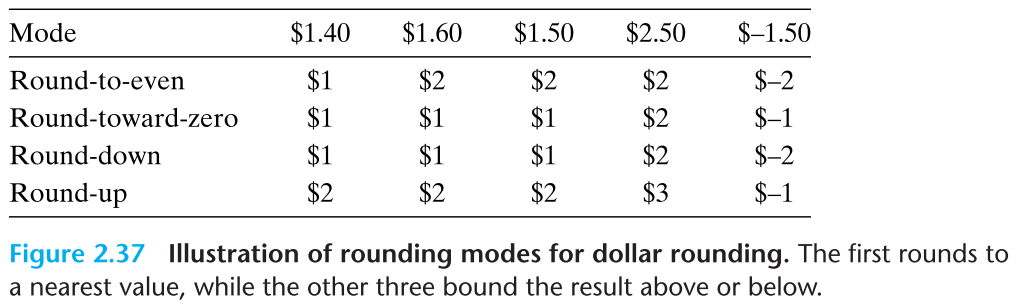 Mode $1.40 $1.60 $1.50 $2.50 $–1.50
Round-to-even $1 $2 $2 $2 $–2
Round-toward-zero $1 $1 $1 $2 $–1
Round-down $1 $1 $1 $2 $–2
Round-up $2 $2 $2 $3 $–1
Figure 2.37 Illustration of rounding modes for dollar rounding. The first rounds to
a nearest value, while the other three bound the result above or below.